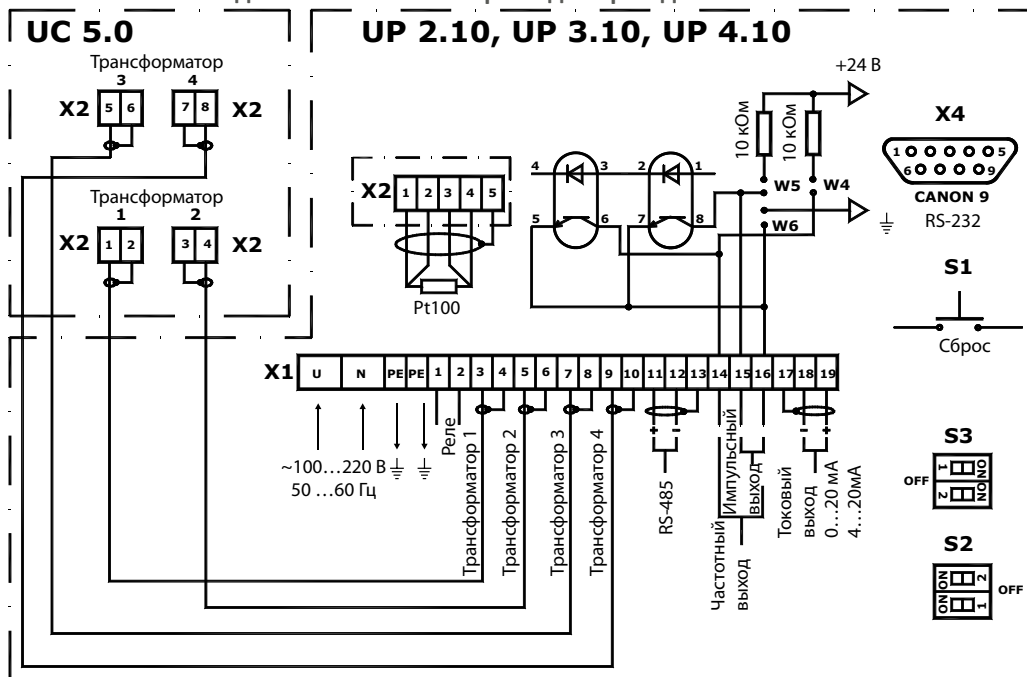 UC 5.0
UP 2.10, UP 3.10, UP 4.10
Трансформатор
3 4
X2 5 6 7 8 X2
Трансформатор
1 2
X2 1 2 3 4 X2
X2 1 2 3 4 5
Pt100
4 3 2 1
5 6 7 8
10 кОм
10 кОм
+24 В
W5 W4
W6
X4
1 5
6 9
CANON 9
RS-232
S1
Сброс
X1 U N PE PE 1 2 3 4 5 6 7 8 9 10 11 12 13 14 15 16 17 18 19
~100...220 В
50 ...60 Гц
Реле
Трансформатор 1
Трансформатор 2
Трансформатор 3
Трансформатор 4
+ -
RS-485
Частотный
выход
Импульсный
выход
- +
Токовый
выход
0...20 мА
4...20мА
S3
OFF
1 ON
2 ON
S2
ON 2
ON 1
OFF